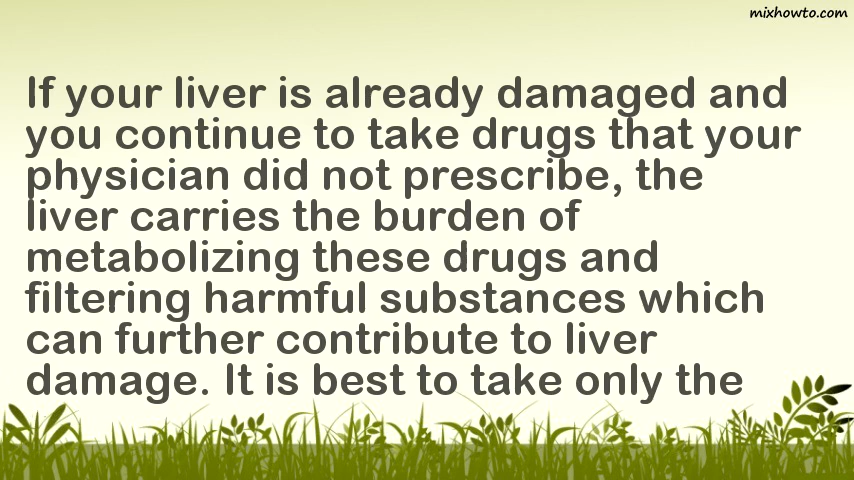 mixhowto.com
If your liver is already damaged and
you continue to take drugs that your
physician did not prescribe, the
liver carries the burden of
metabolizing these drugs and
filtering harmful substances which
can further contribute to liver
damage. It is best to take only the